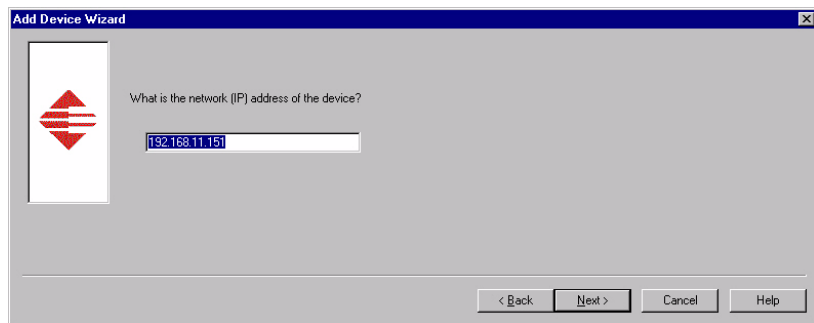 Add Device Wizard
What is the network (IP) address of the device?
192.168.11.151
< Back Next > Cancel Help